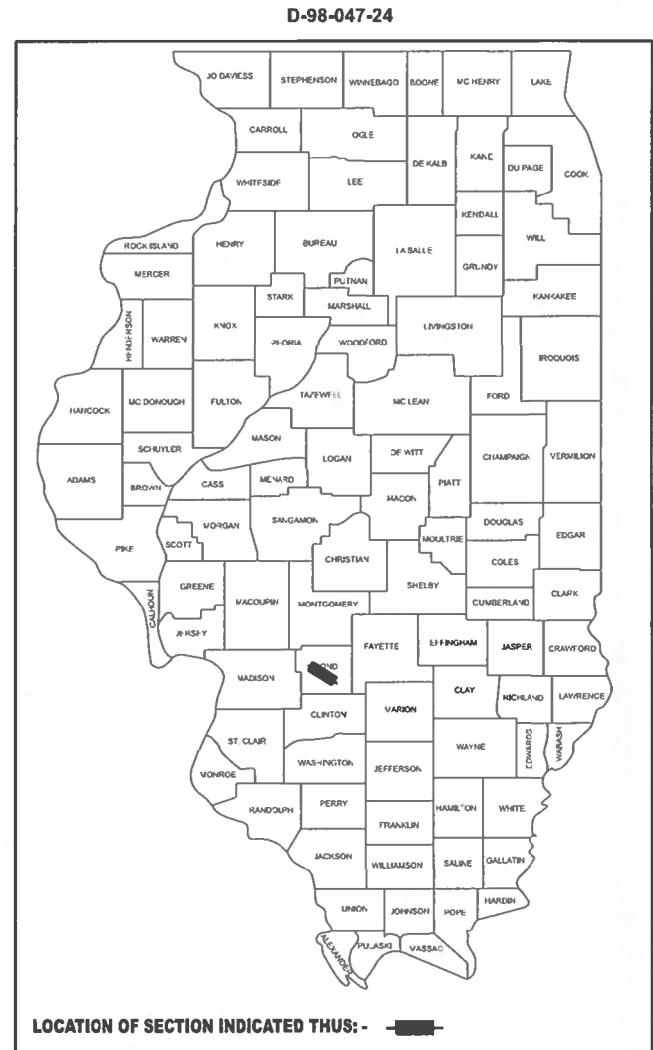 D-98-047-24
JO DAVIESS
STEPHENSON
WINNEBAGO
BOONE
MC HENRY
LAKE
CARROLL
OGLE
DE KALB
KANE
DU PAGE
COOK
WHITESIDE
LEE
KENDALL
WILL
ROCK ISLAND
HENRY
BUREAU
LA SALLE
GRUNDY
MERCER
PUTNAM
STARK
MARSHALL
KANKAKEE
HENDERSON
WARREN
KNOX
PEORIA
WOODFORD
LIVINGSTON
IROQUOIS
HANCOCK
MC DONOUGH
FULTON
TAZEWELL
MC LEAN
FORD
MASON
SCHUYLER
LOGAN
DE WITT
CHAMPAIGN
VERMILION
ADAMS
BROWN
CASS
MENARD
MACON
PIATT
PIKE
SCOTT
MORGAN
SANGAMON
CHRISTIAN
MOULTRIE
DOUGLAS
EDGAR
COLES
CALHOUN
GREENE
MACOUPIN
MONTGOMERY
SHELBY
CUMBERLAND
CLARK
JERSEY
FAYETTE
EFFINGHAM
JASPER
CRAWFORD
MADISON
OND
CLINTON
MARION
CLAY
RICHLAND
LAWRENCE
ST. CLAIR
WASHINGTON
JEFFERSON
WAYNE
EDWARDS
WABASH
MONROE
RANDOLPH
PERRY
FRANKLIN
HAMILTON
WHITE
JACKSON
WILLIAMSON
SALINE
GALLATIN
UNION
JOHNSON
POPE
HARDIN
ALEXANDER
PULASKI
MASSAC
LOCATION OF SECTION INDICATED THUS: -